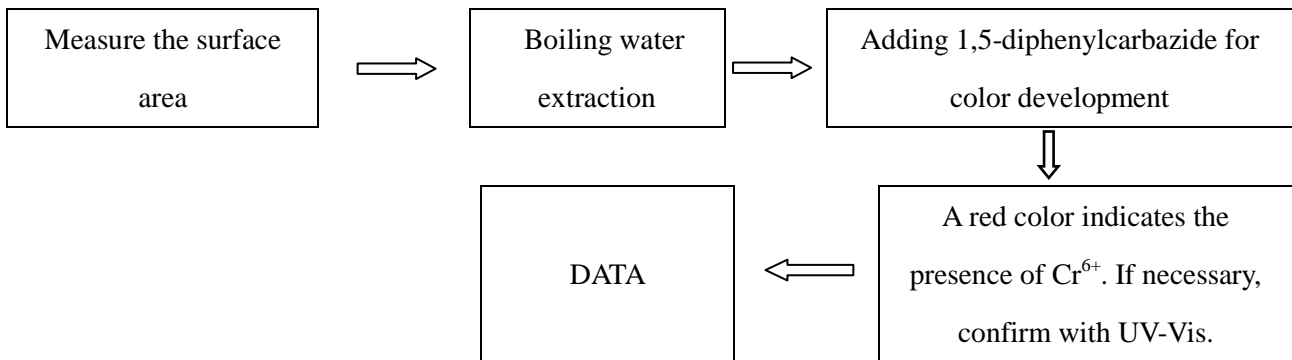 Measure the surface
area
Boiling water
extraction
Adding 1,5-diphenylcarbazide for
color development
A red color indicates the
presence of Cr⁶⁺. If necessary,
confirm with UV-Vis.
DATA